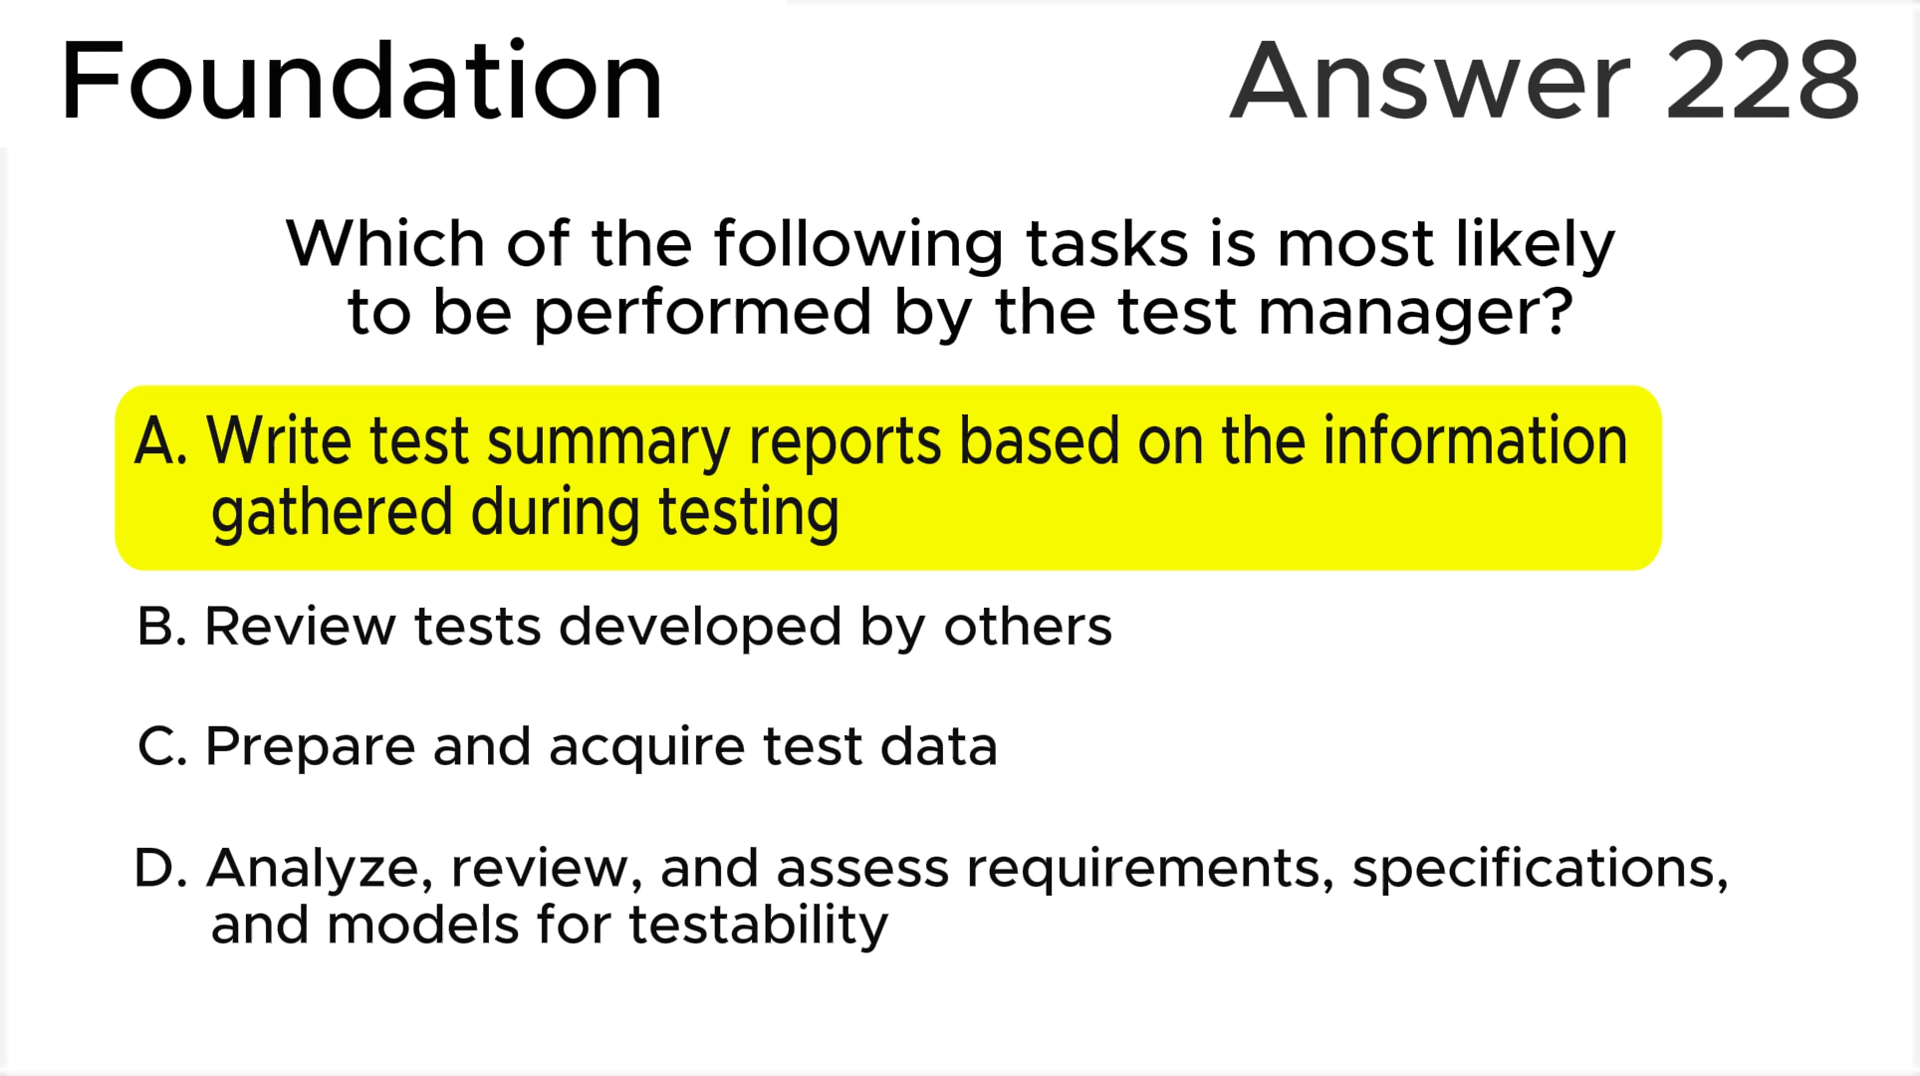 Foundation
Answer 228
Which of the following tasks is most likely
to be performed by the test manager?
A. Write test summary reports based on the information
gathered during testing
B. Review tests developed by others
C. Prepare and acquire test data
D. Analyze, review, and assess requirements, specifications,
and models for testability